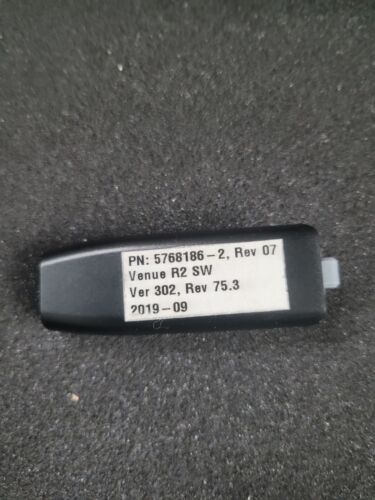 PN: 5768186-2, Rev 07
Venue R2 SW
Ver 302, Rev 75.3
2019-09